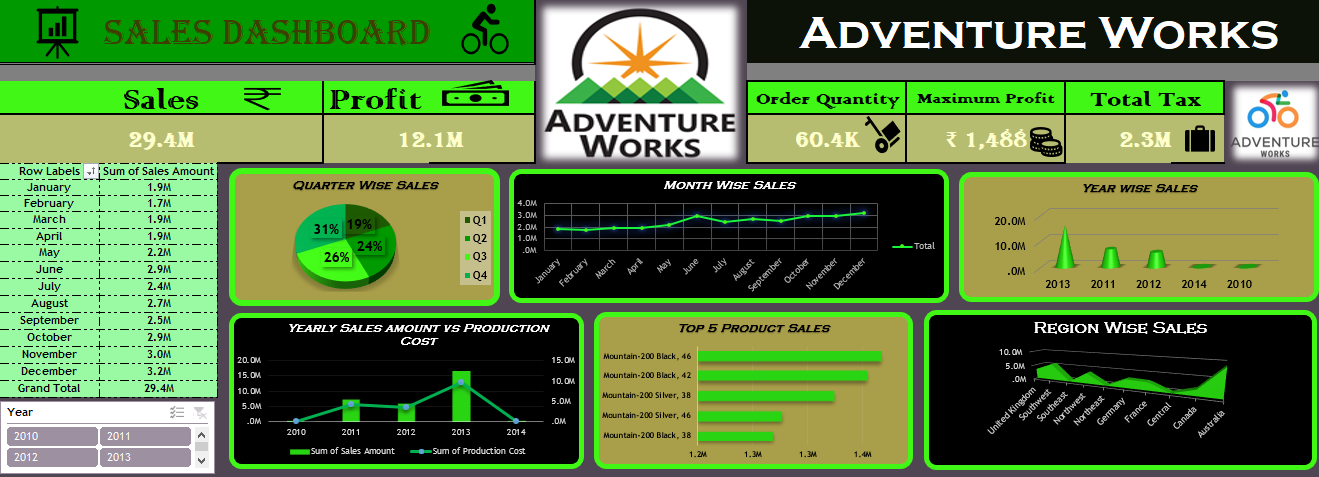 SALES DASHBOARD
ADVENTURE WORKS
ADVENTURE
WORKS
Sales
Profit
Order Quantity
Maximum Profit
Total Tax
29.4M
12.1M
60.4K
₹ 1,488
2.3M
ADVENTURE
WORKS
Row Labels Sum of Sales Amount
January 1.9M
February 1.7M
March 1.9M
April 1.9M
May 2.2M
June 2.9M
July 2.4M
August 2.7M
September 2.5M
October 2.9M
November 3.0M
December 3.2M
Grand Total 29.4M
Year
2010 2011
2012 2013
QUARTER WISE SALES
31% 19%
24%
26%
Q1
Q2
Q3
Q4
MONTH WISE SALES
4.0M
3.0M
2.0M
1.0M
.0M
January February March April May June July August September October November December
Total
YEAR WISE SALES
20.0M
10.0M
.0M
2013 2011 2012 2014 2010
YEARLY SALES AMOUNT VS PRODUCTION
COST
20.0M
15.0M
10.0M
5.0M
.0M
15.0M
10.0M
5.0M
.0M
2010 2011 2012 2013 2014
Sum of Sales Amount Sum of Production Cost
TOP 5 PRODUCT SALES
Mountain-200 Black, 46
Mountain-200 Black, 42
Mountain-200 Silver, 38
Mountain-200 Silver, 46
Mountain-200 Black, 38
1.2M 1.3M 1.3M 1.4M
REGION WISE SALES
10.0M
5.0M
.0M
United Kingdom Southwest Southeast Northwest Northeast Germany France Central Canada Australia